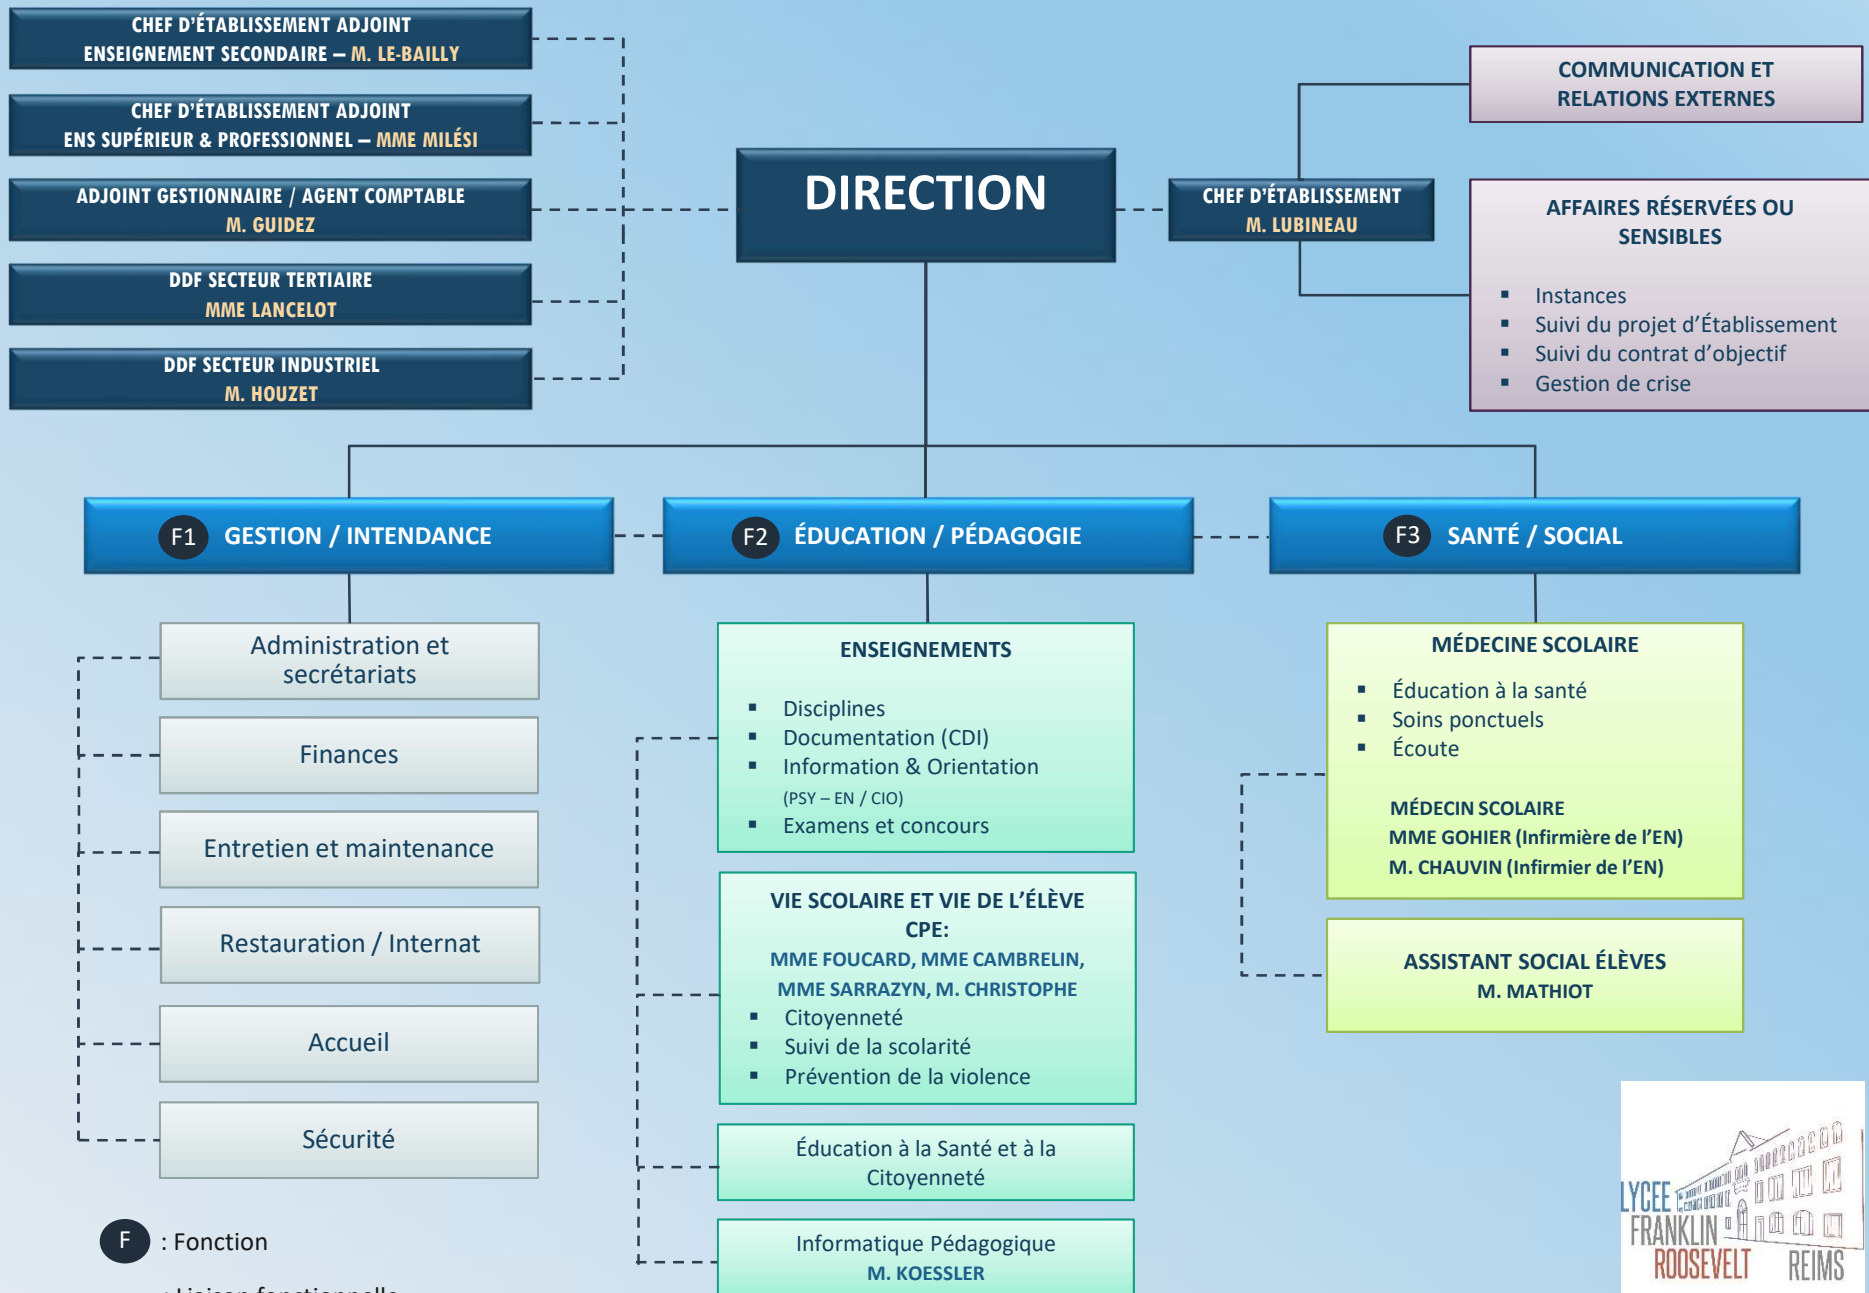 CHEF D'ÉTABLISSEMENT ADJOINT
ENSEIGNEMENT SECONDAIRE – M. LE-BAILLY
CHEF D'ÉTABLISSEMENT ADJOINT
ENS SUPÉRIEUR & PROFESSIONNEL – MME MILÉSI
ADJOINT GESTIONNAIRE / AGENT COMPTABLE
M. GUIDEZ
DDF SECTEUR TERTIAIRE
MME LANCELOT
DDF SECTEUR INDUSTRIEL
M. HOUZET
DIRECTION
CHEF D'ÉTABLISSEMENT
M. LUBINEAU
COMMUNICATION ET
RELATIONS EXTERNES
AFFAIRES RÉSERVÉES OU
SENSIBLES
▪ Instances
▪ Suivi du projet d'Établissement
▪ Suivi du contrat d'objectif
▪ Gestion de crise
F1 GESTION / INTENDANCE
Administration et
secrétariats
Finances
Entretien et maintenance
Restauration / Internat
Accueil
Sécurité
F2 ÉDUCATION / PÉDAGOGIE
ENSEIGNEMENTS
▪ Disciplines
▪ Documentation (CDI)
▪ Information & Orientation
(PSY – EN / CIO)
▪ Examens et concours
VIE SCOLAIRE ET VIE DE L'ÉLÈVE
CPE:
MME FOUCARD, MME CAMBRELIN,
MME SARRAZYN, M. CHRISTOPHE
▪ Citoyenneté
▪ Suivi de la scolarité
▪ Prévention de la violence
Éducation à la Santé et à la
Citoyenneté
Informatique Pédagogique
M. KOESSLER
F3 SANTÉ / SOCIAL
MÉDECINE SCOLAIRE
▪ Éducation à la santé
▪ Soins ponctuels
▪ Écoute
MÉDECIN SCOLAIRE
MME GOHIER (Infirmière de l'EN)
M. CHAUVIN (Infirmier de l'EN)
ASSISTANT SOCIAL ÉLÈVES
M. MATHIOT
F : Fonction
: Liaison fonctionnelle
LYCEE
FRANKLIN
ROOSEVELT REIMS